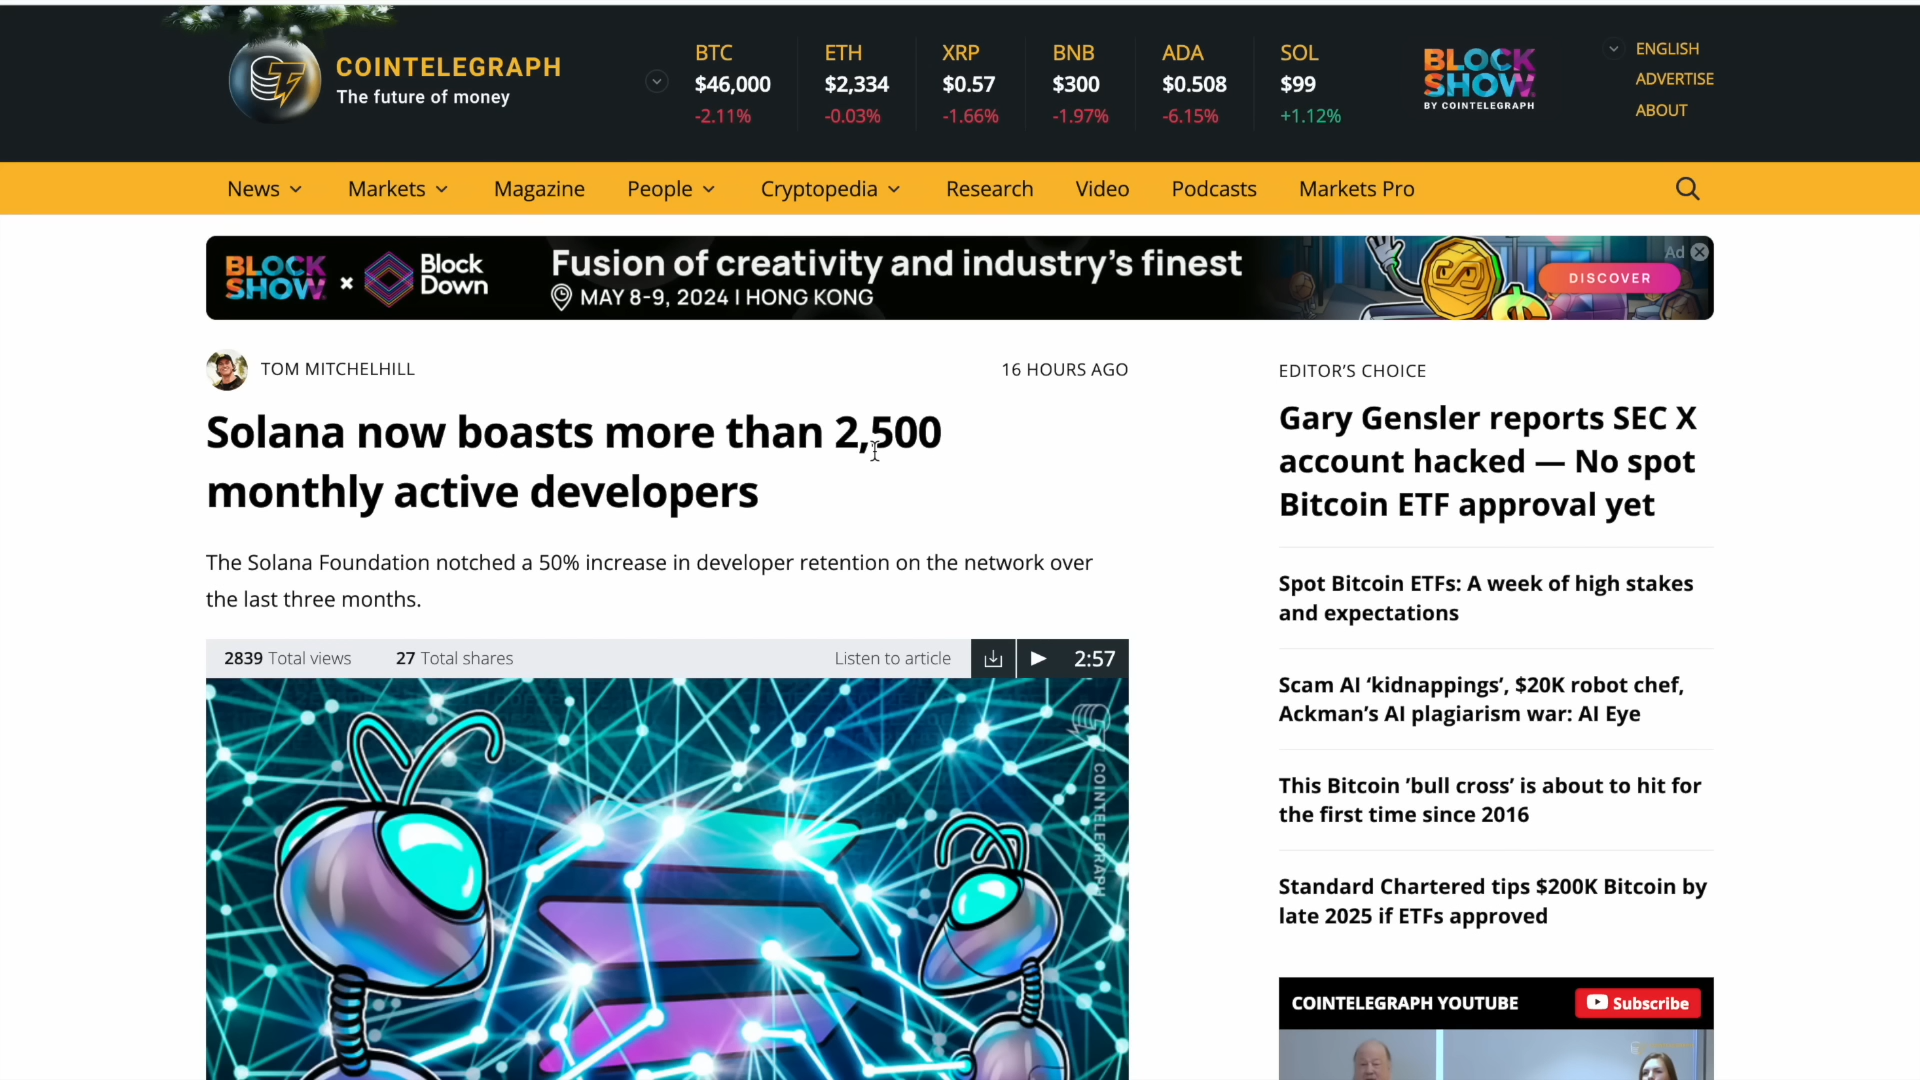 COINTELEGRAPH
The future of money
BTC
$46,000
-2.11%
ETH
$2,334
-0.03%
XRP
$0.57
-1.66%
BNB
$300
-1.97%
ADA
$0.508
-6.15%
SOL
$99
+1.12%
BLOCK
SHOW
BY COINTELEGRAPH
ENGLISH
ADVERTISE
ABOUT
News
Markets
Magazine
People
Cryptopedia
Research
Video
Podcasts
Markets Pro
BLOCK
SHOW
×
Block
Down
Fusion of creativity and industry's finest
MAY 8-9, 2024 | HONG KONG
Ad
DISCOVER
TOM MITCHELHILL
16 HOURS AGO
Solana now boasts more than 2,500
monthly active developers
The Solana Foundation notched a 50% increase in developer retention on the network over
the last three months.
2839 Total views
27 Total shares
Listen to article
2:57
COINTELEGRAPH
EDITOR'S CHOICE
Gary Gensler reports SEC X
account hacked — No spot
Bitcoin ETF approval yet
Spot Bitcoin ETFs: A week of high stakes
and expectations
Scam AI ‘kidnappings’, $20K robot chef,
Ackman’s AI plagiarism war: AI Eye
This Bitcoin ’bull cross’ is about to hit for
the first time since 2016
Standard Chartered tips $200K Bitcoin by
late 2025 if ETFs approved
COINTELEGRAPH YOUTUBE
Subscribe